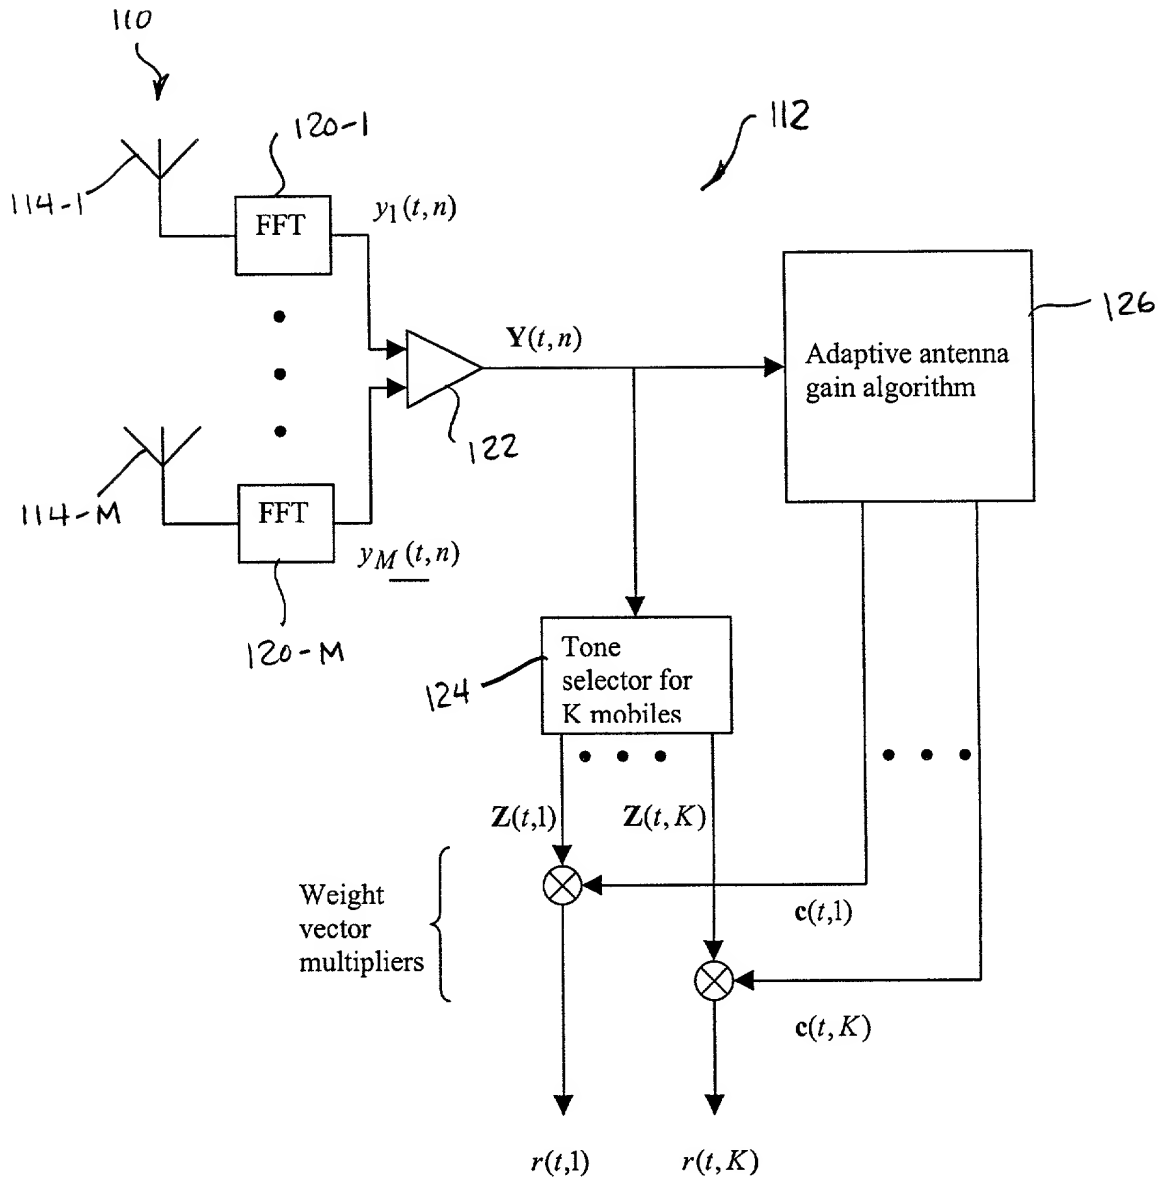 110
112
120-1
114-1
FFT
y1(t,n)
126
Y(t,n)
Adaptive antenna
gain algorithm
122
114-M
FFT
yM(t,n)
120-M
124
Tone
selector for
K mobiles
Z(t,1)
Z(t,K)
Weight
vector
multipliers
c(t,1)
c(t,K)
r(t,1)
r(t,K)